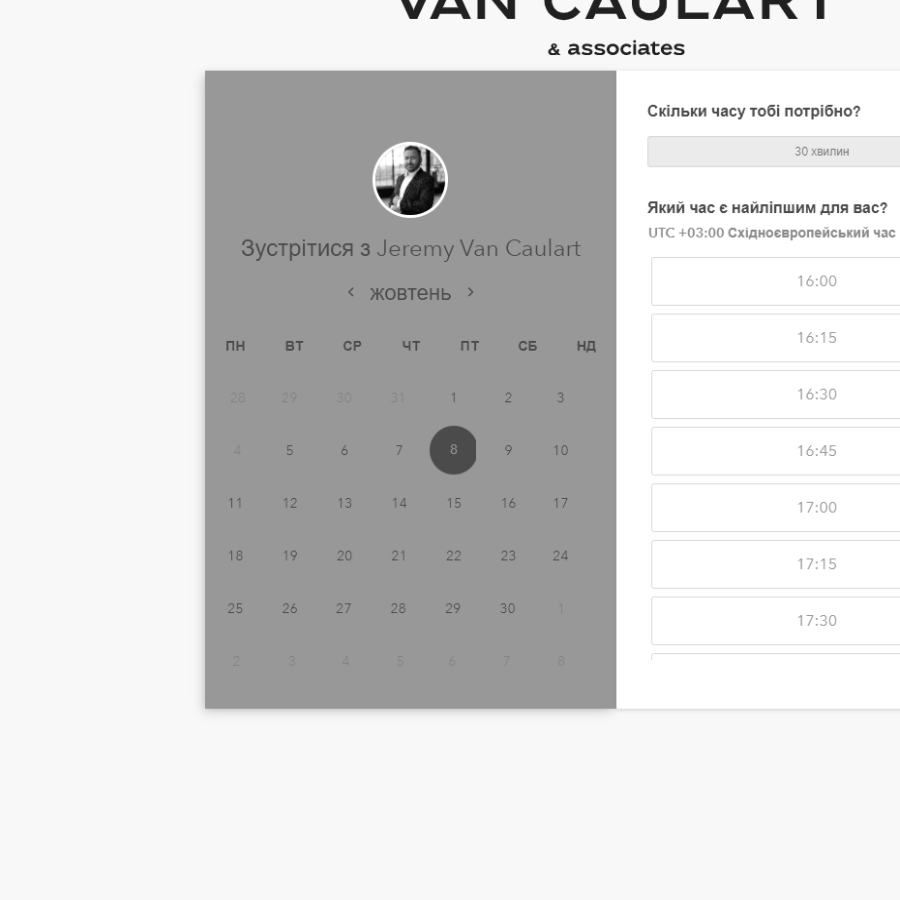 VAN CAULART
& associates
Зустрітися з Jeremy Van Caulart
жовтень
ПН ВТ СР ЧТ ПТ СБ НД
28 29 30 31 1 2 3
4 5 6 7 8 9 10
11 12 13 14 15 16 17
18 19 20 21 22 23 24
25 26 27 28 29 30 1
2 3 4 5 6 7 8
Скільки часу тобі потрібно?
30 хвилин
Який час є найліпшим для вас?
UTC +03:00 Східноєвропейський час
16:00
16:15
16:30
16:45
17:00
17:15
17:30